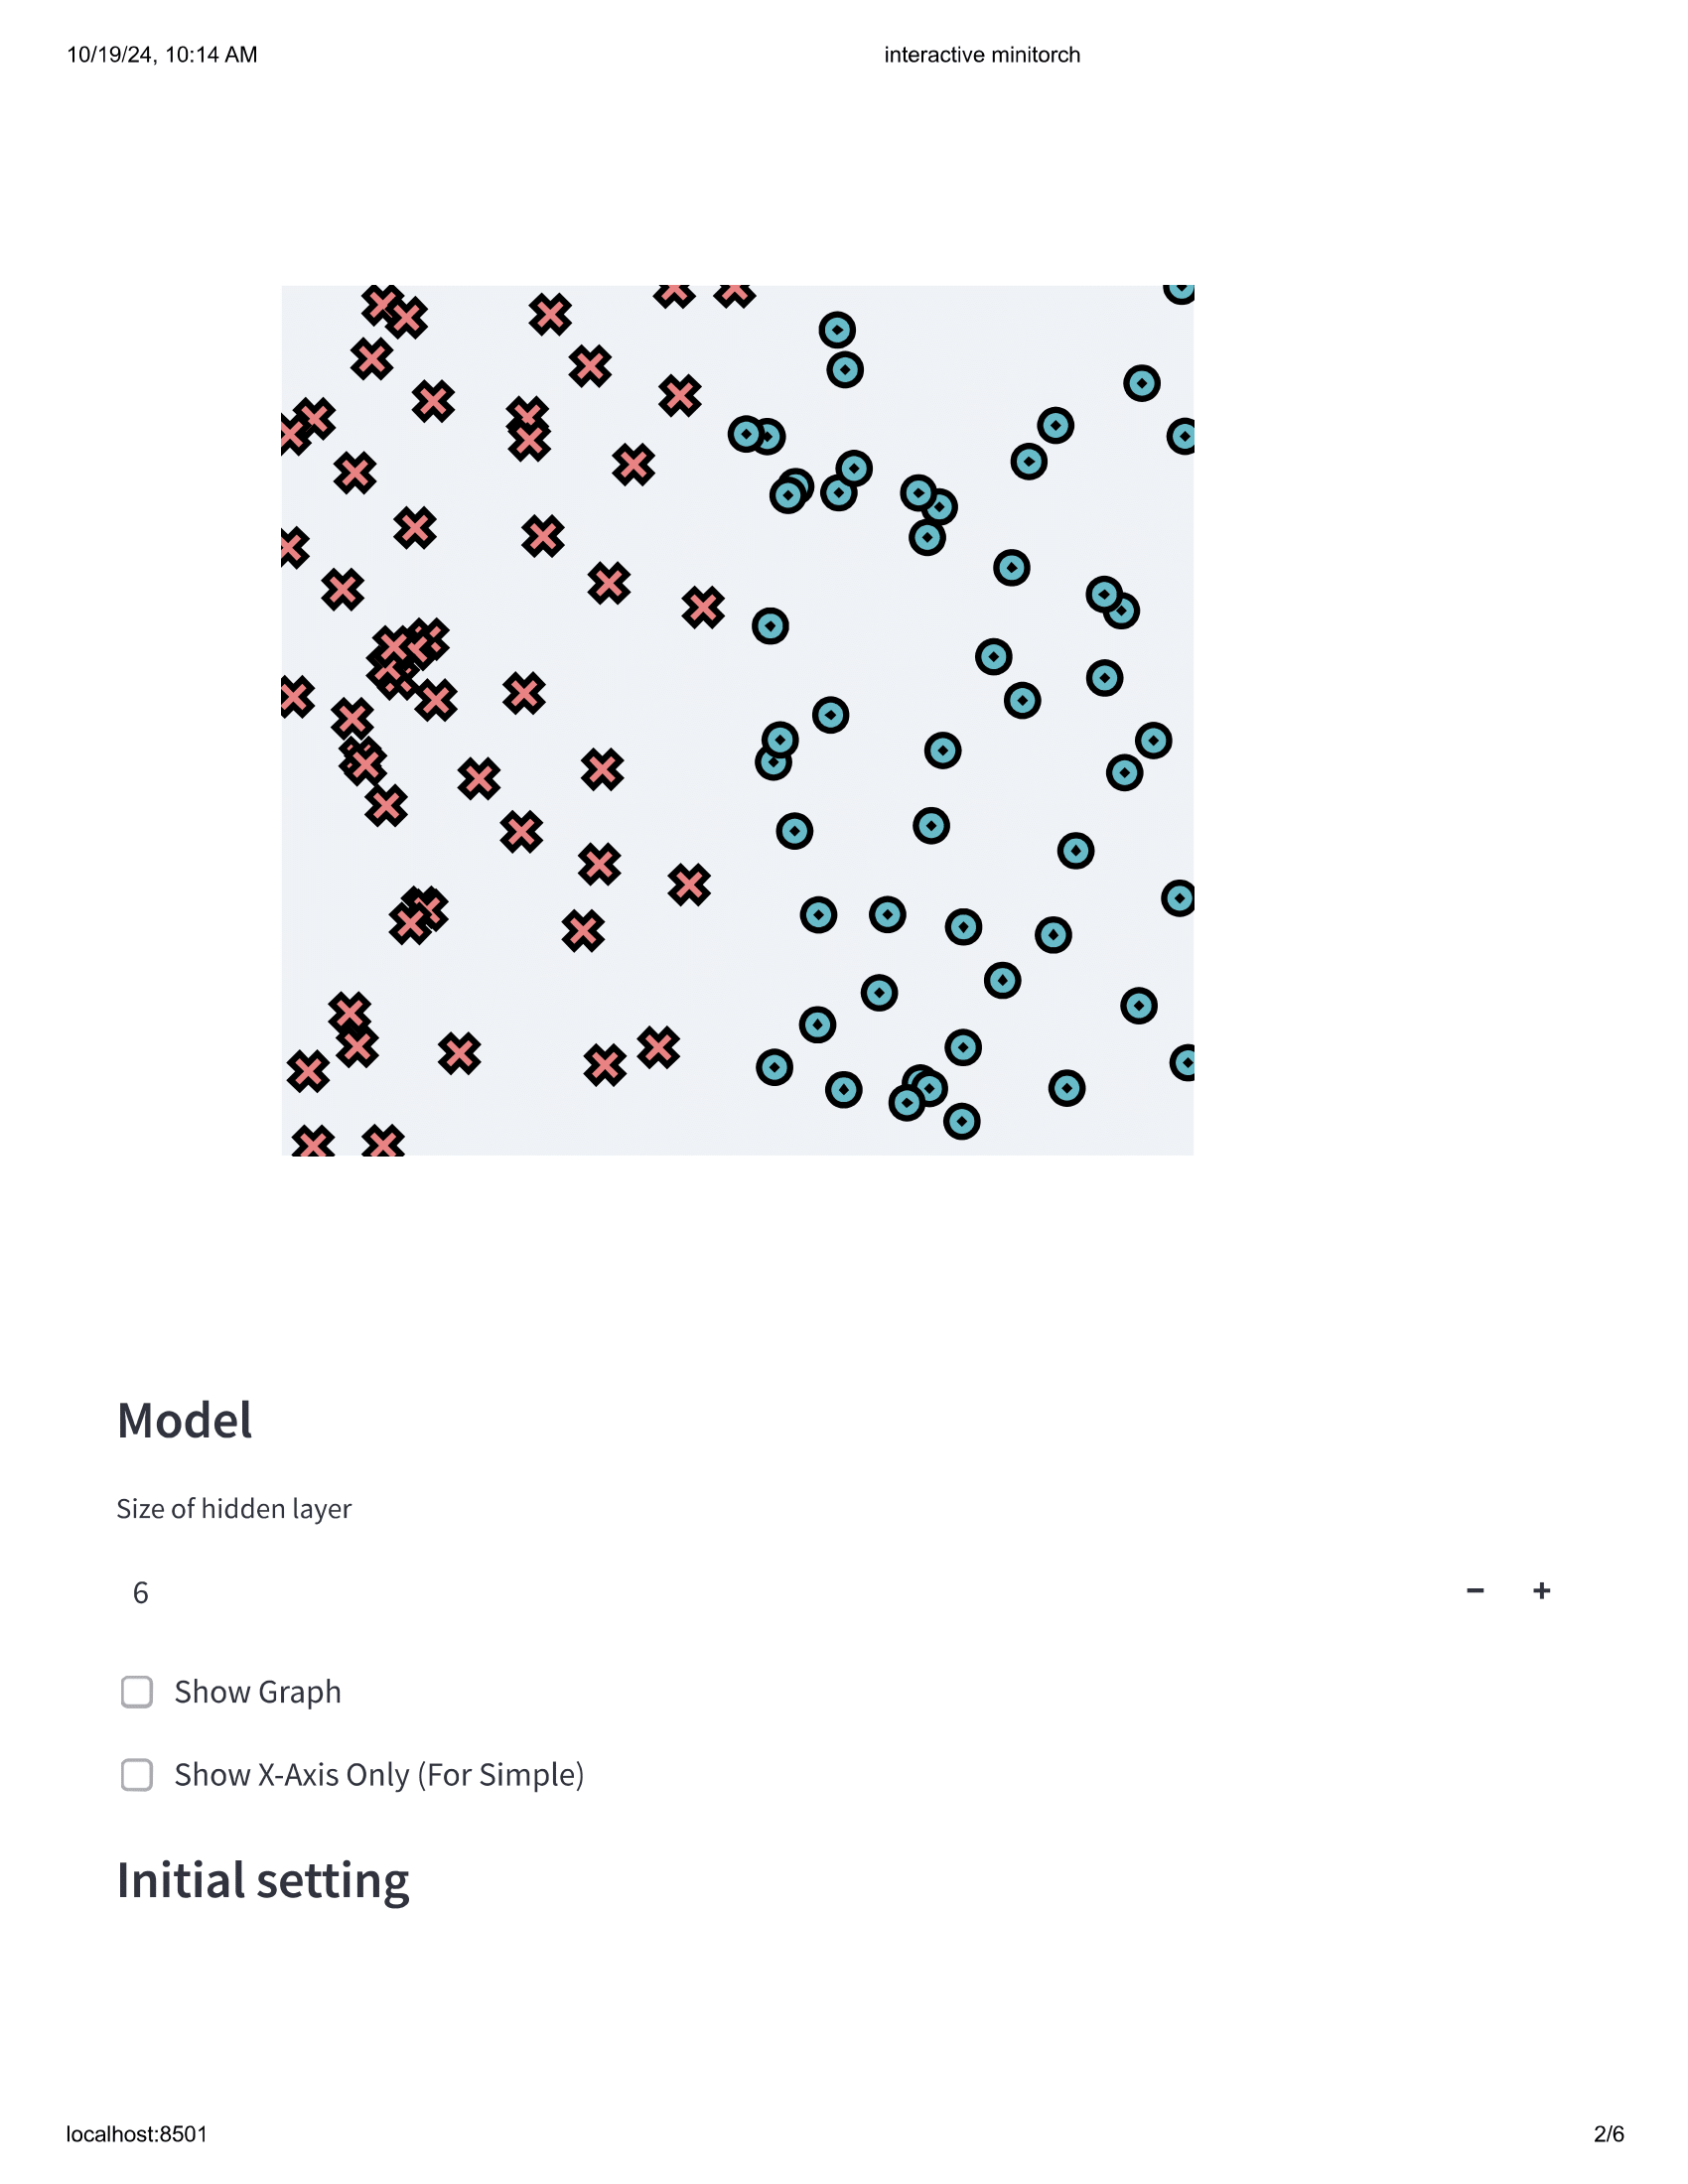 10/19/24, 10:14 AM
interactive minitorch
Model
Size of hidden layer
6
Show Graph
Show X-Axis Only (For Simple)
Initial setting
localhost:8501
2/6